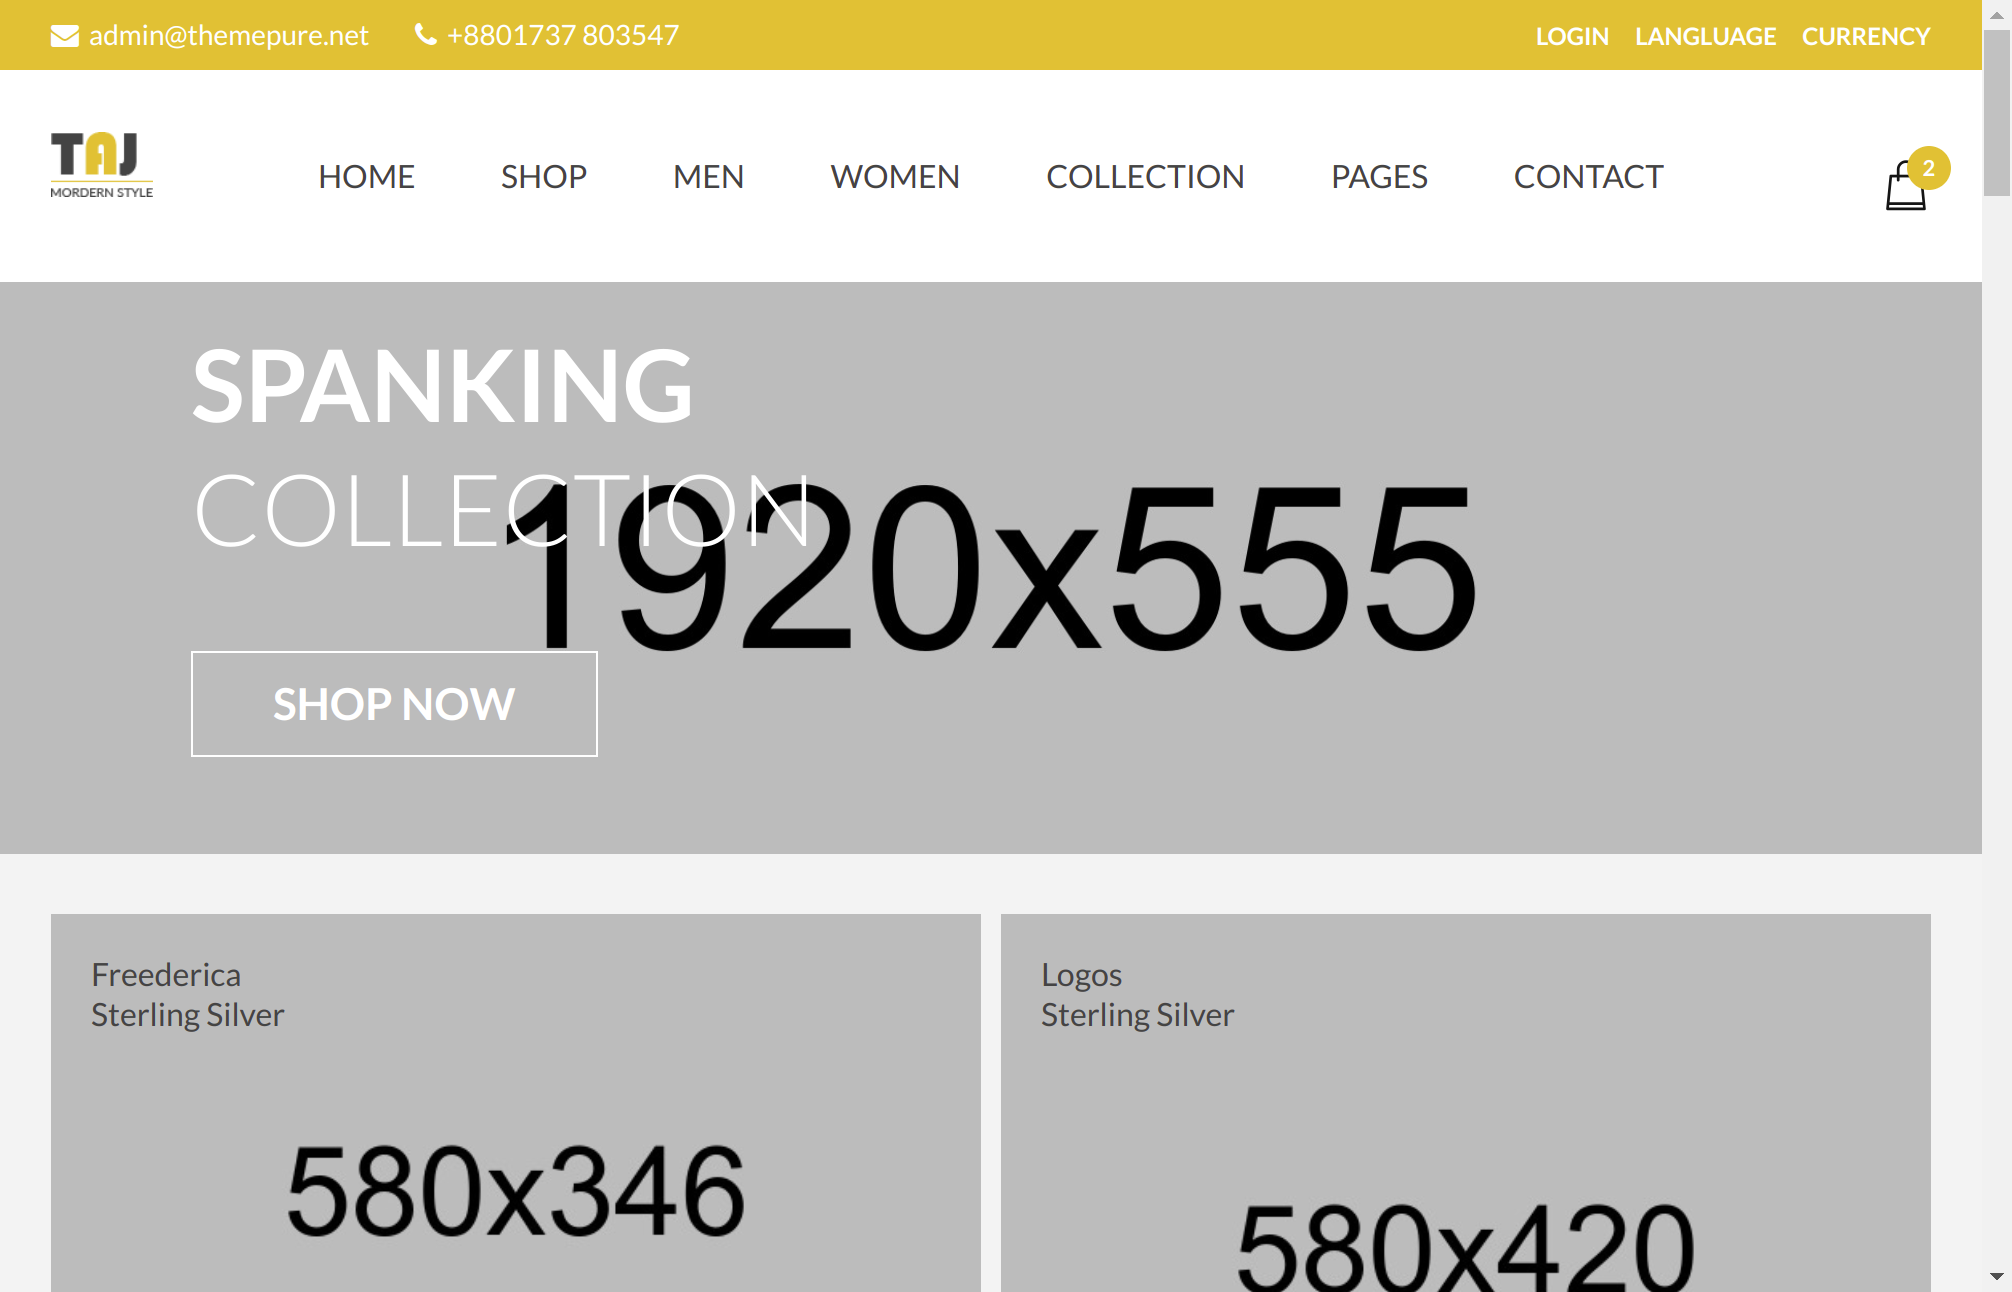 admin@themepure.net +8801737 803547 LOGIN LANGLUAGE CURRENCY
TAJ
MORDERN STYLE
HOME SHOP MEN WOMEN COLLECTION PAGES CONTACT
2
SPANKING
COLLECTION
1920x555
SHOP NOW
Freederica
Sterling Silver
580x346
Logos
Sterling Silver
580x420